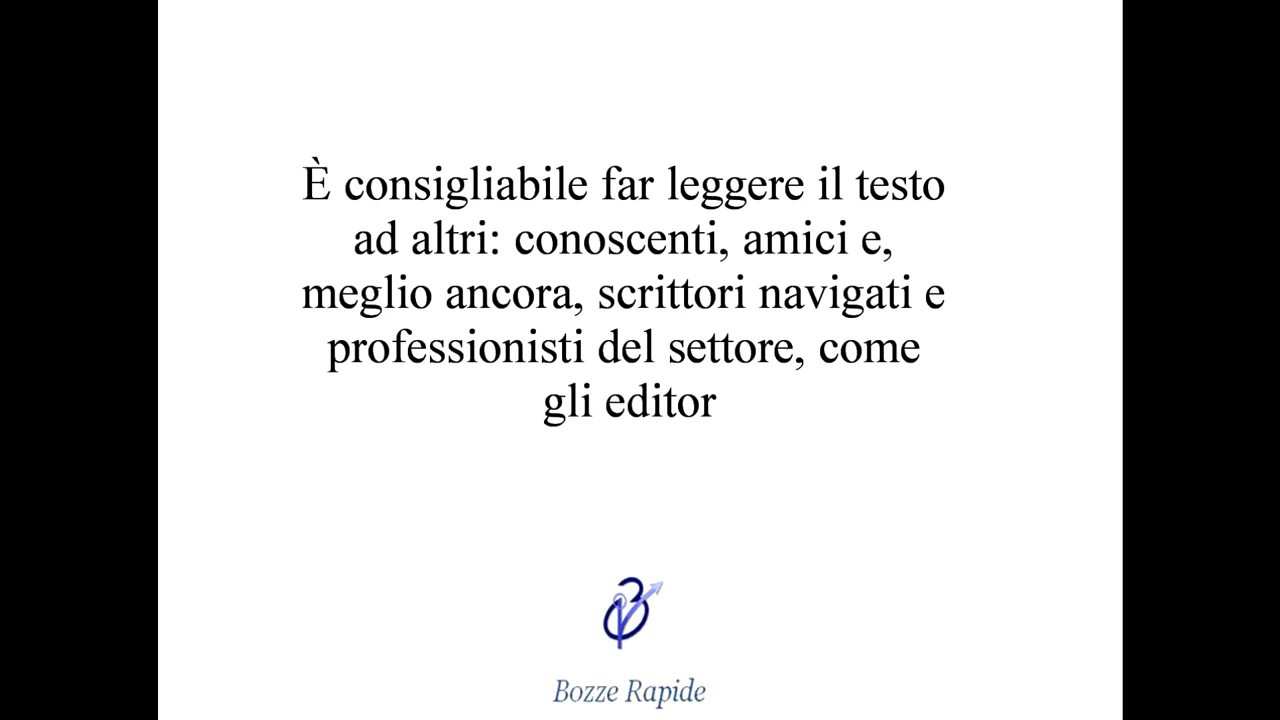 È consigliabile far leggere il testo
ad altri: conoscenti, amici e,
meglio ancora, scrittori navigati e
professionisti del settore, come
gli editor
Bozze Rapide